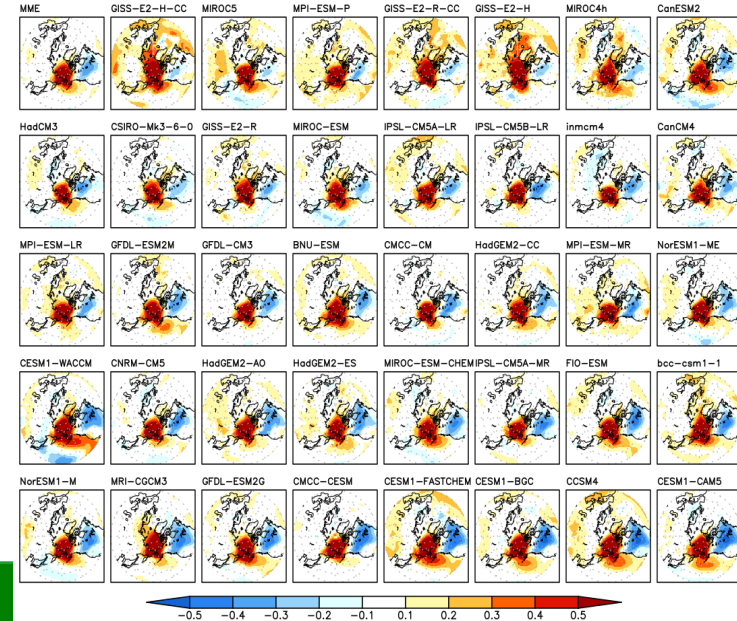 MME GISS-E2-H-CC MIROC5 MPI-ESM-P GISS-E2-R-CC GISS-E2-H MIROC4h CanESM2
HadCM3 CSIRO-Mk3-6-0 GISS-E2-R MIROC-ESM IPSL-CM5A-LR IPSL-CM5B-LR inmcm4 CanCM4
MPI-ESM-LR GFDL-ESM2M GFDL-CM3 BNU-ESM CMCC-CM HadGEM2-CC MPI-ESM-MR NorESM1-ME
CESM1-WACCM CNRM-CM5 HadGEM2-AO HadGEM2-ES MIROC-ESM-CHEM IPSL-CM5A-MR FIO-ESM bcc-csm1-1
NorESM1-M MRI-CGCM3 GFDL-ESM2G CMCC-CESM CESM1-FASTCHEM CESM1-BGC CCSM4 CESM1-CAM5
-0.5 -0.4 -0.3 -0.2 -0.1 0.1 0.2 0.3 0.4 0.5